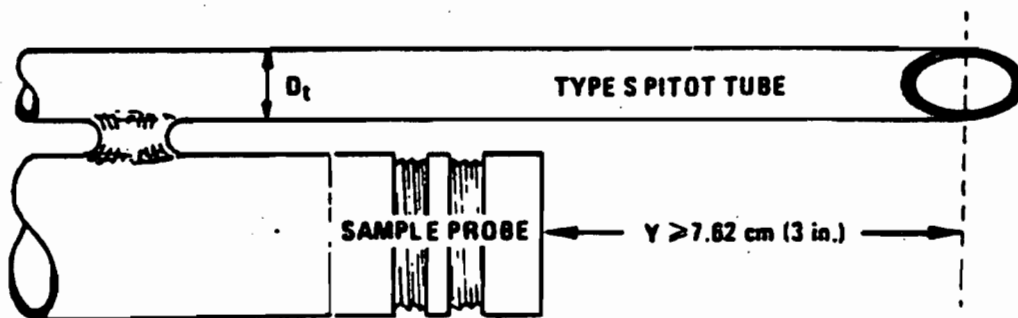 Dt
TYPE S PITOT TUBE
SAMPLE PROBE
Y ⩾ 7.62 cm (3 in.)